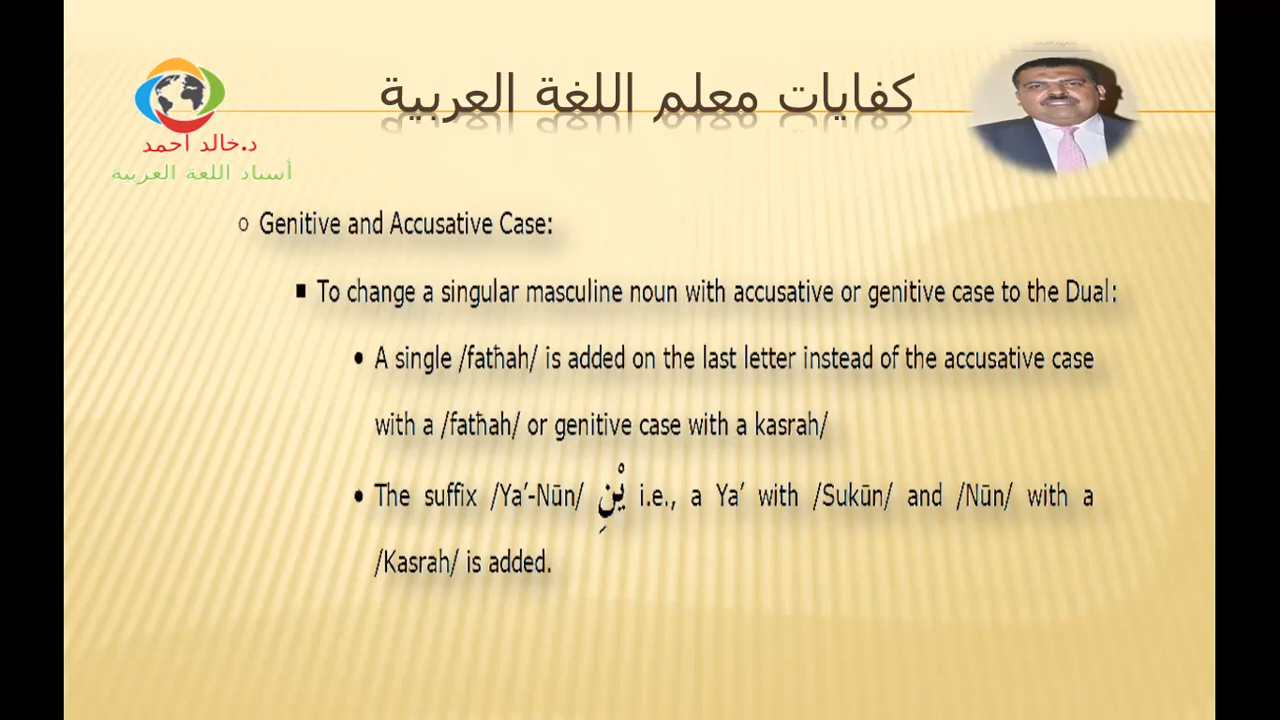 كفايات معلم اللغة العربية
د.خالد احمد
أستاذ اللغة العربية
o Genitive and Accusative Case:
▪ To change a singular masculine noun with accusative or genitive case to the Dual:
• A single /fatħah/ is added on the last letter instead of the accusative case
with a /fatħah/ or genitive case with a kasrah/
• The suffix /Ya’-Nūn/ يْنِ i.e., a Ya’ with /Sukūn/ and /Nūn/ with a
/Kasrah/ is added.